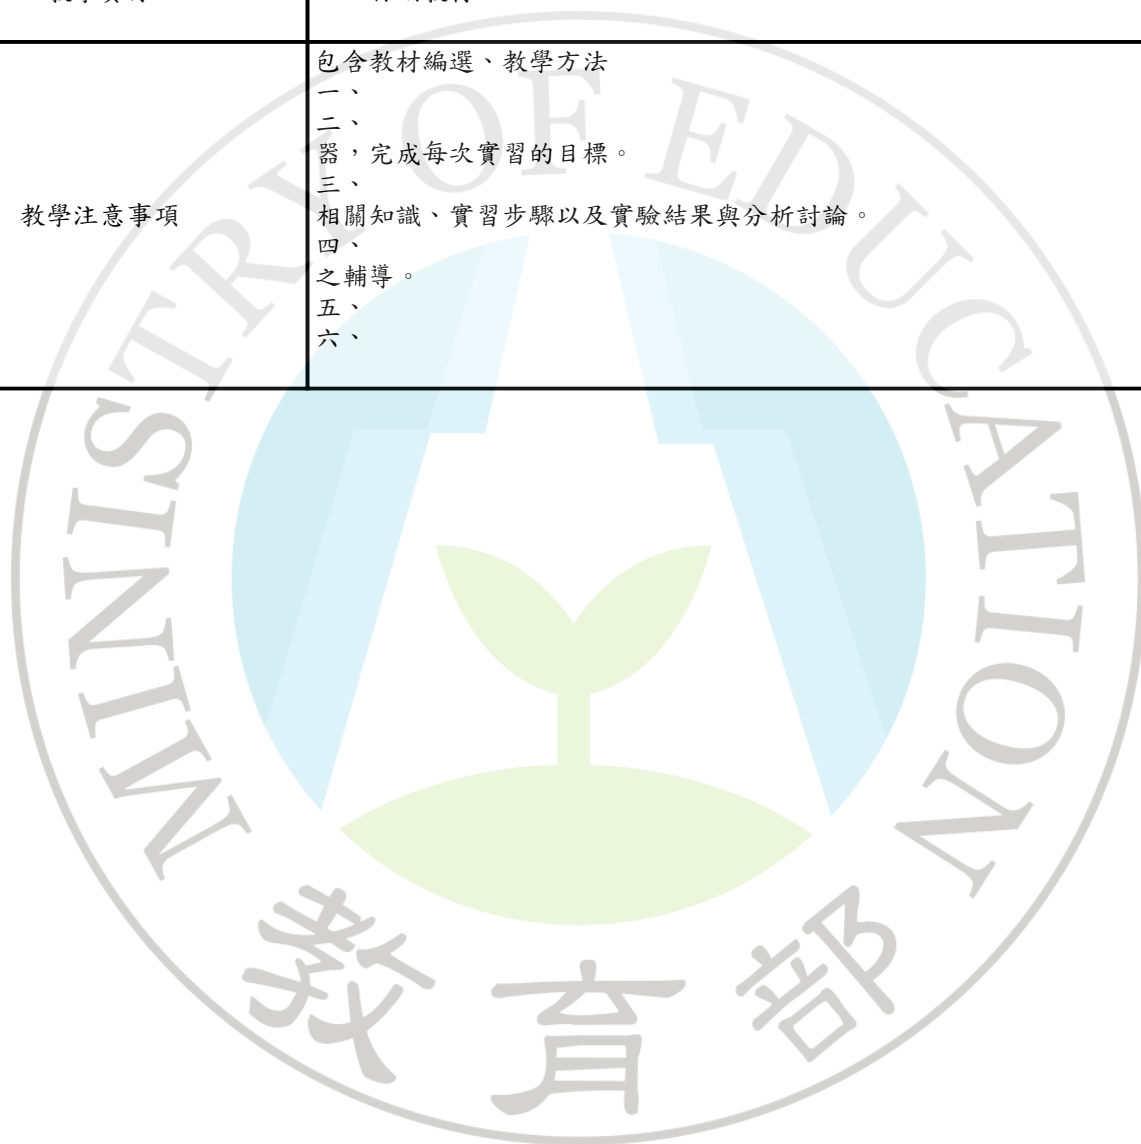 包含教材編選、教學方法
一、
二、
器，完成每次實習的目標。
三、
教學注意事項
相關知識、實習步驟以及實驗結果與分析討論。
四、
之輔導。
五、
六、
MINISTRY OF EDUCATION
教育部